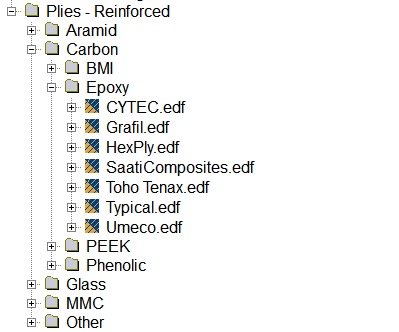 Plies - Reinforced
Aramid
Carbon
BMI
Epoxy
CYTEC.edf
Grafil.edf
HexPly.edf
SaatiComposites.edf
Toho Tenax.edf
Typical.edf
Umeco.edf
PEEK
Phenolic
Glass
MMC
Other